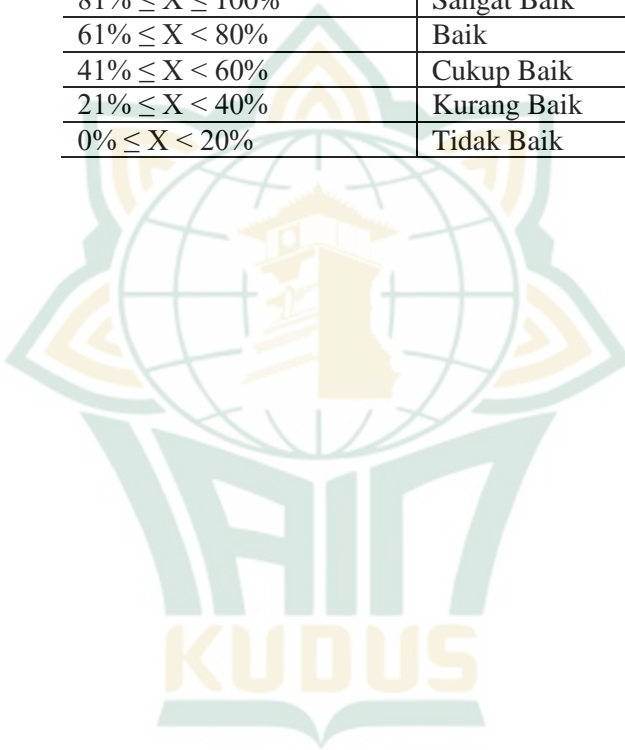 81% ≤ X ≤ 100% Sangat Baik
61% ≤ X < 80% Baik
41% ≤ X < 60% Cukup Baik
21% ≤ X < 40% Kurang Baik
0% ≤ X < 20% Tidak Baik
IAIN
KUDUS